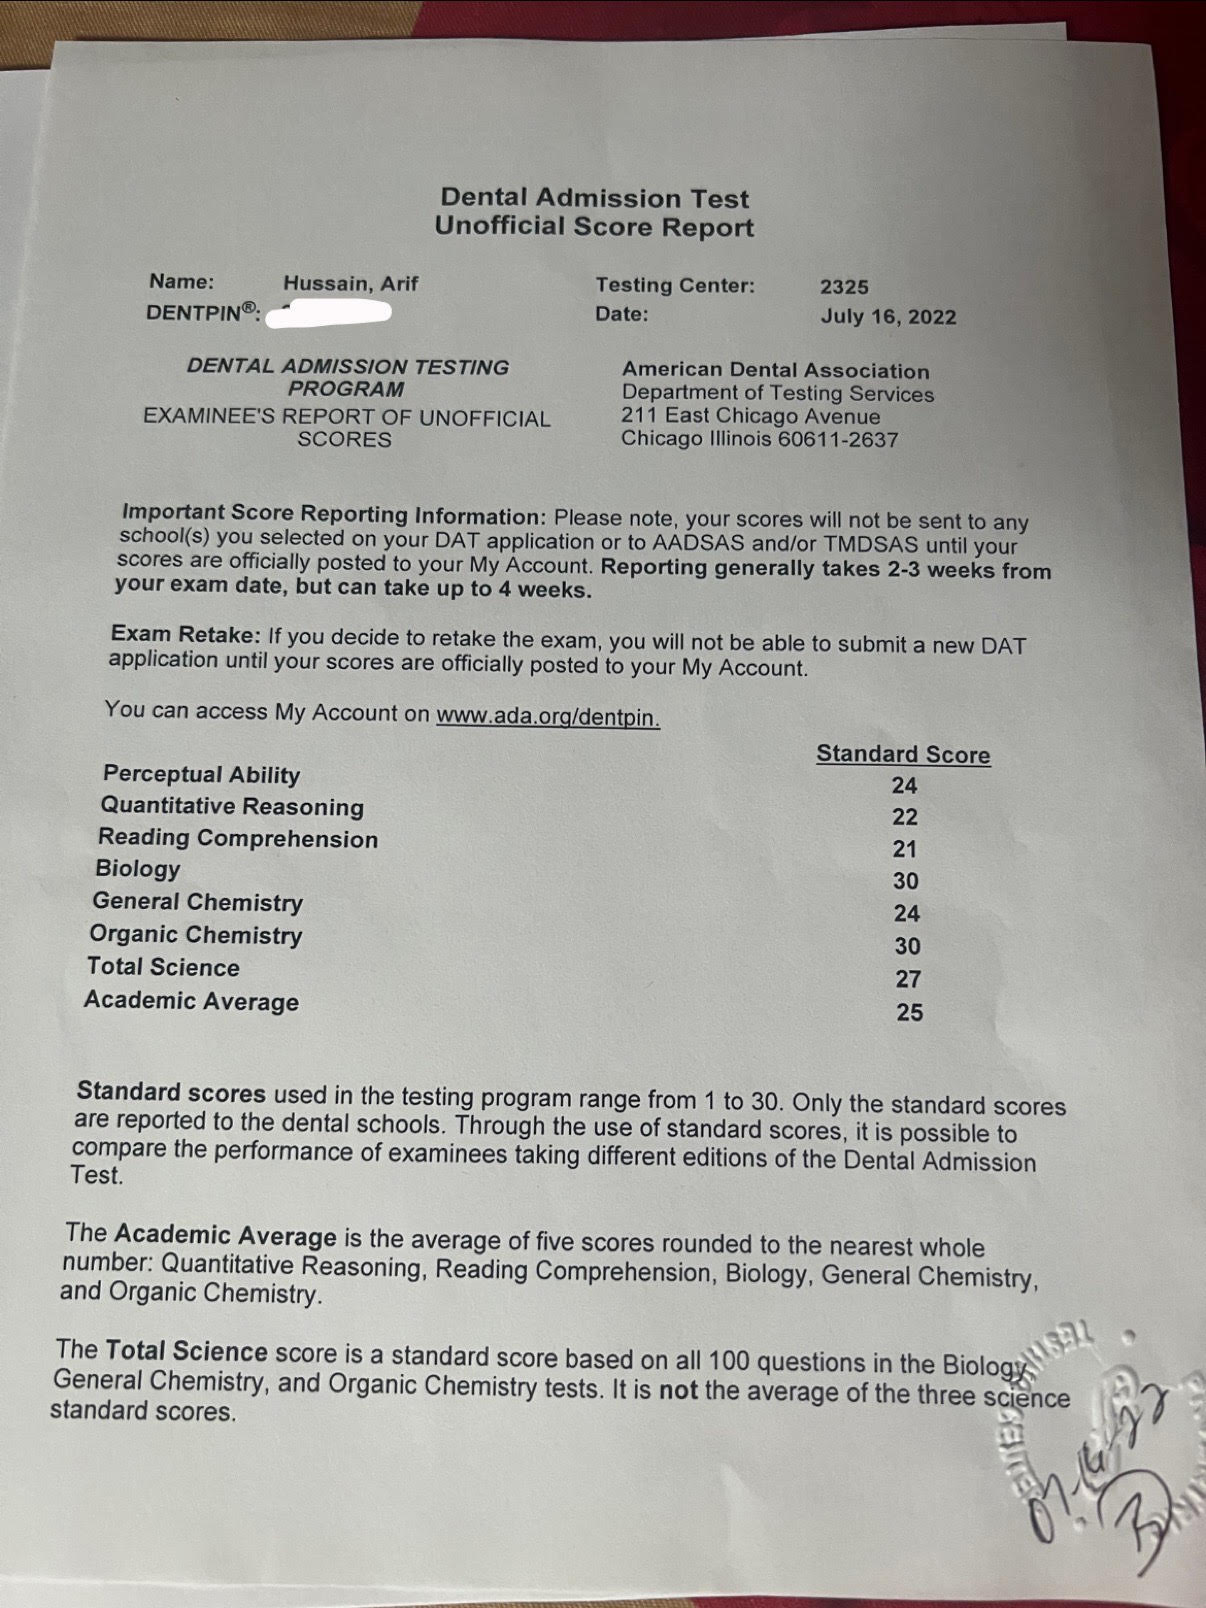 Dental Admission Test
Unofficial Score Report
Name: Hussain, Arif
DENTPIN®:
Testing Center: 2325
Date: July 16, 2022
DENTAL ADMISSION TESTING
PROGRAM
EXAMINEE'S REPORT OF UNOFFICIAL
SCORES
American Dental Association
Department of Testing Services
211 East Chicago Avenue
Chicago Illinois 60611-2637
Important Score Reporting Information: Please note, your scores will not be sent to any
school(s) you selected on your DAT application or to AADSAS and/or TMDSAS until your
scores are officially posted to your My Account. Reporting generally takes 2-3 weeks from
your exam date, but can take up to 4 weeks.
Exam Retake: If you decide to retake the exam, you will not be able to submit a new DAT
application until your scores are officially posted to your My Account.
You can access My Account on www.ada.org/dentpin.
Standard Score
Perceptual Ability 24
Quantitative Reasoning 22
Reading Comprehension 21
Biology 30
General Chemistry 24
Organic Chemistry 30
Total Science 27
Academic Average 25
Standard scores used in the testing program range from 1 to 30. Only the standard scores
are reported to the dental schools. Through the use of standard scores, it is possible to
compare the performance of examinees taking different editions of the Dental Admission
Test.
The Academic Average is the average of five scores rounded to the nearest whole
number: Quantitative Reasoning, Reading Comprehension, Biology, General Chemistry,
and Organic Chemistry.
The Total Science score is a standard score based on all 100 questions in the Biology,
General Chemistry, and Organic Chemistry tests. It is not the average of the three science
standard scores.